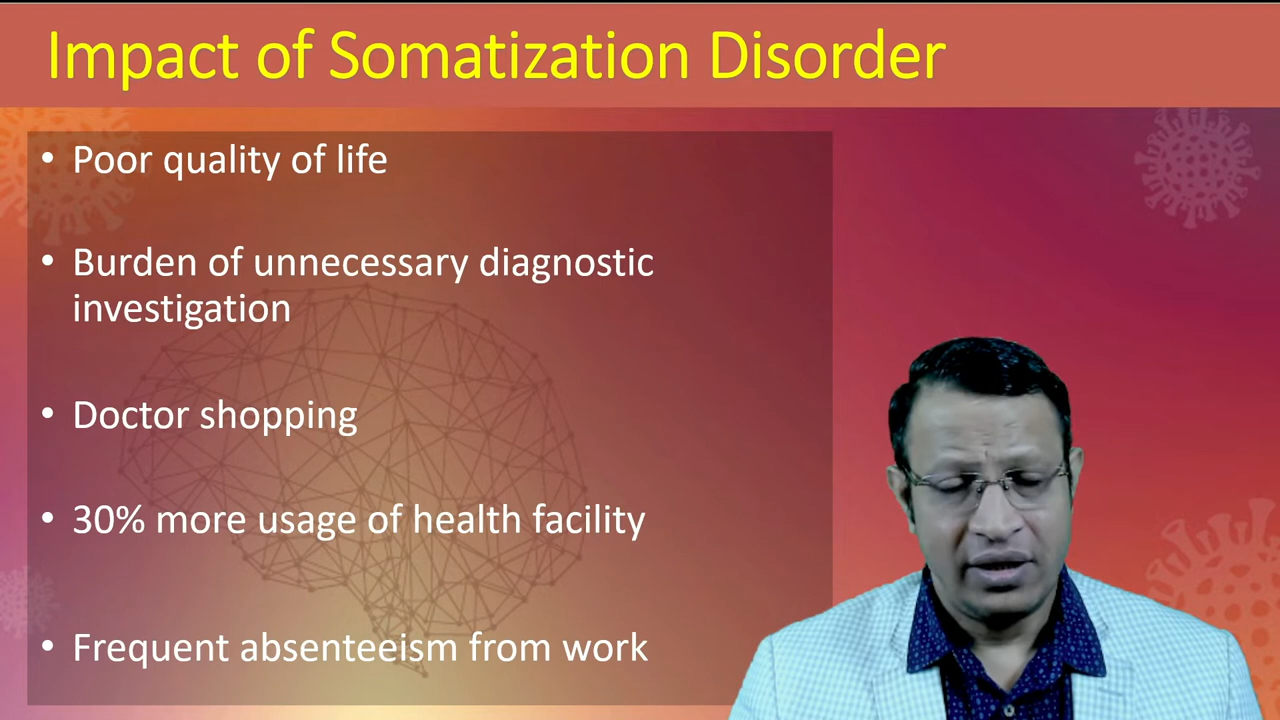 Impact of Somatization Disorder
• Poor quality of life
• Burden of unnecessary diagnostic
investigation
• Doctor shopping
• 30% more usage of health facility
• Frequent absenteeism from work